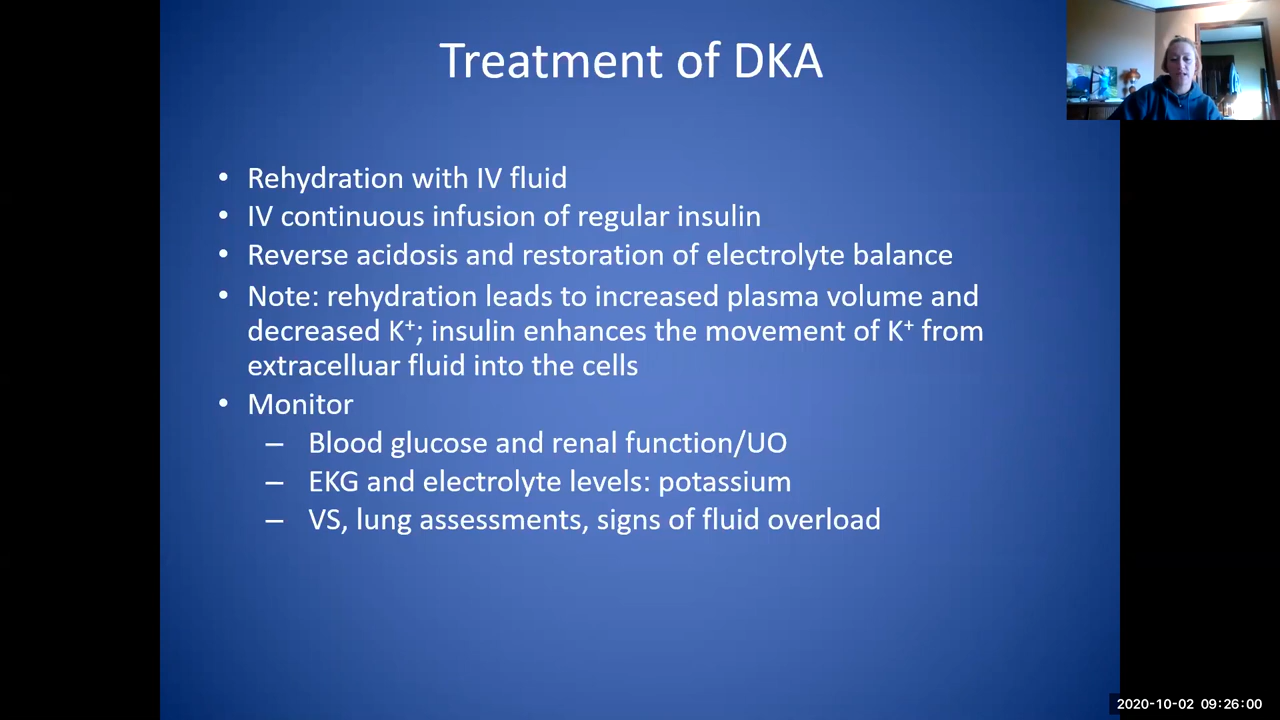 Treatment of DKA
• Rehydration with IV fluid
• IV continuous infusion of regular insulin
• Reverse acidosis and restoration of electrolyte balance
• Note: rehydration leads to increased plasma volume and
decreased K⁺; insulin enhances the movement of K⁺ from
extracelluar fluid into the cells
• Monitor
– Blood glucose and renal function/UO
– EKG and electrolyte levels: potassium
– VS, lung assessments, signs of fluid overload
2020-10-02 09:26:00